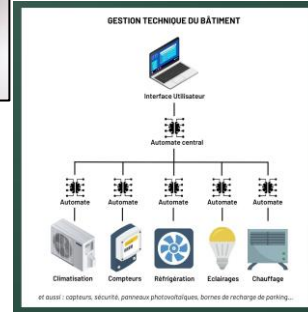 GESTION TECHNIQUE DU BÂTIMENT
Interface Utilisateur
Automate central
Automate Automate Automate Automate Automate
Climatisation Compteurs Réfrigération Eclairages Chauffage
et aussi : capteurs, sécurité, panneaux photovoltaïques, bornes de recharge de parking...